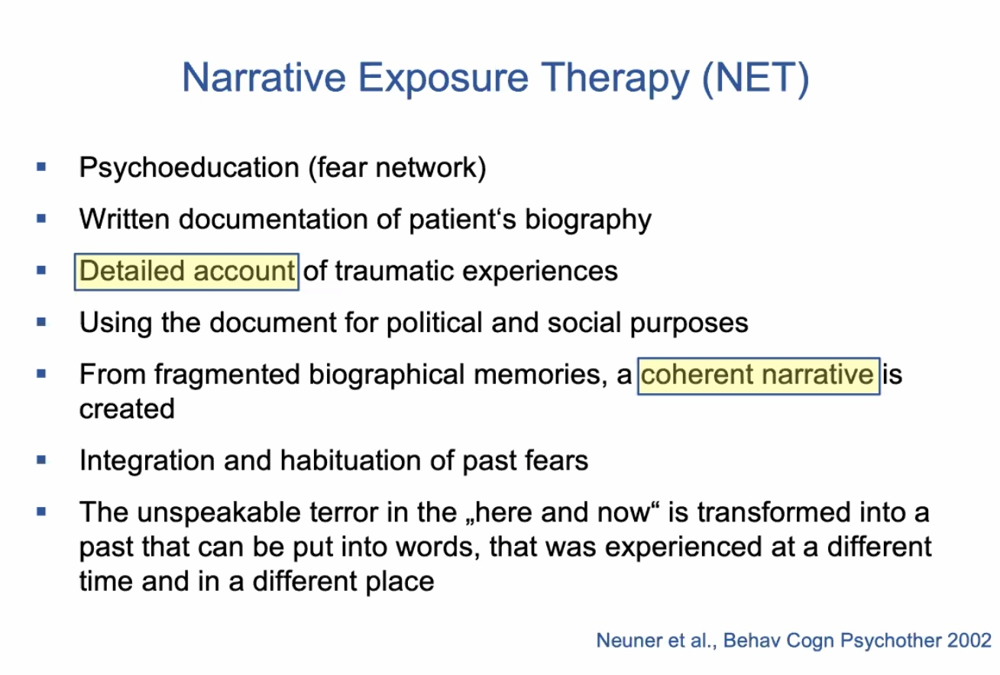 Narrative Exposure Therapy (NET)
▪ Psychoeducation (fear network)
▪ Written documentation of patient‘s biography
▪ Detailed account of traumatic experiences
▪ Using the document for political and social purposes
▪ From fragmented biographical memories, a coherent narrative is
created
▪ Integration and habituation of past fears
▪ The unspeakable terror in the „here and now“ is transformed into a
past that can be put into words, that was experienced at a different
time and in a different place
Neuner et al., Behav Cogn Psychother 2002